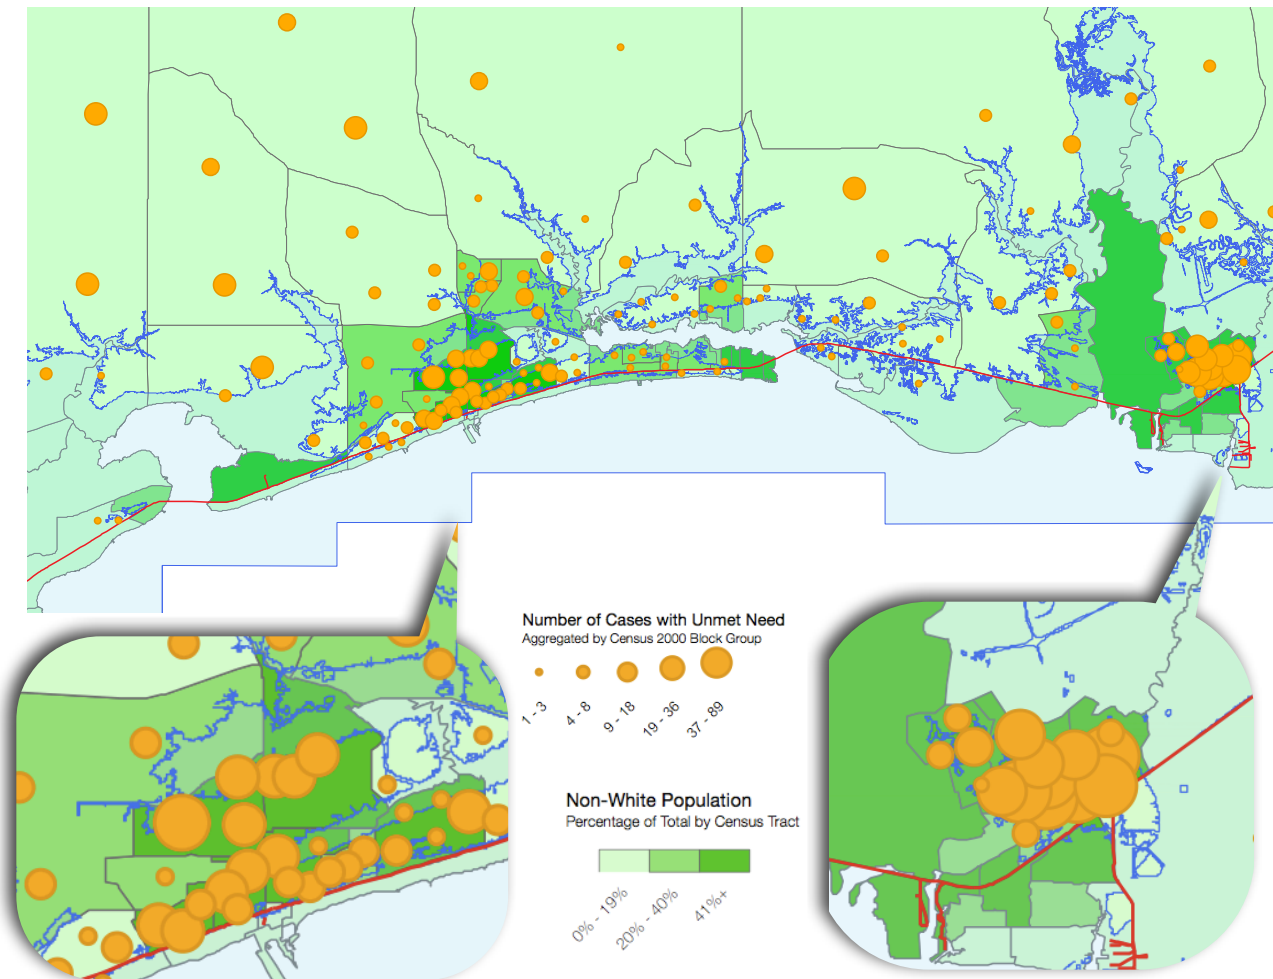 Number of Cases with Unmet Need
Aggregated by Census 2000 Block Group
1 - 3
4 - 8
9 - 18
19 - 36
37 - 89
Non-White Population
Percentage of Total by Census Tract
0% - 19%
20% - 40%
41%+